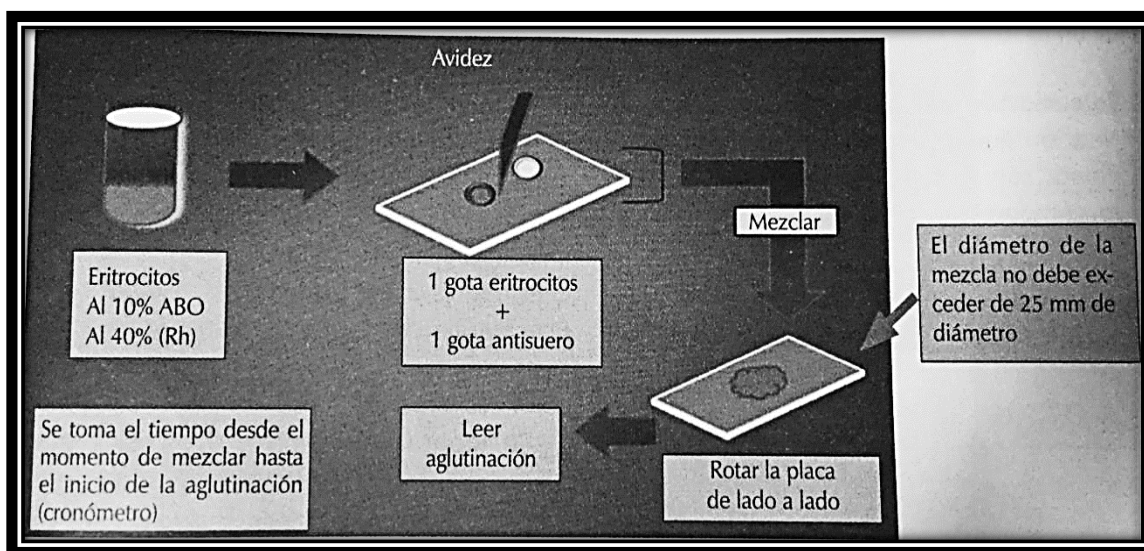 Avidez
Eritrocitos
Al 10% ABO
Al 40% (Rh)
1 gota eritrocitos
+
1 gota antisuero
Mezclar
El diámetro de la
mezcla no debe ex-
ceder de 25 mm de
diámetro
Rotar la placa
de lado a lado
Leer
aglutinación
Se toma el tiempo desde el
momento de mezclar hasta
el inicio de la aglutinación
(cronómetro)